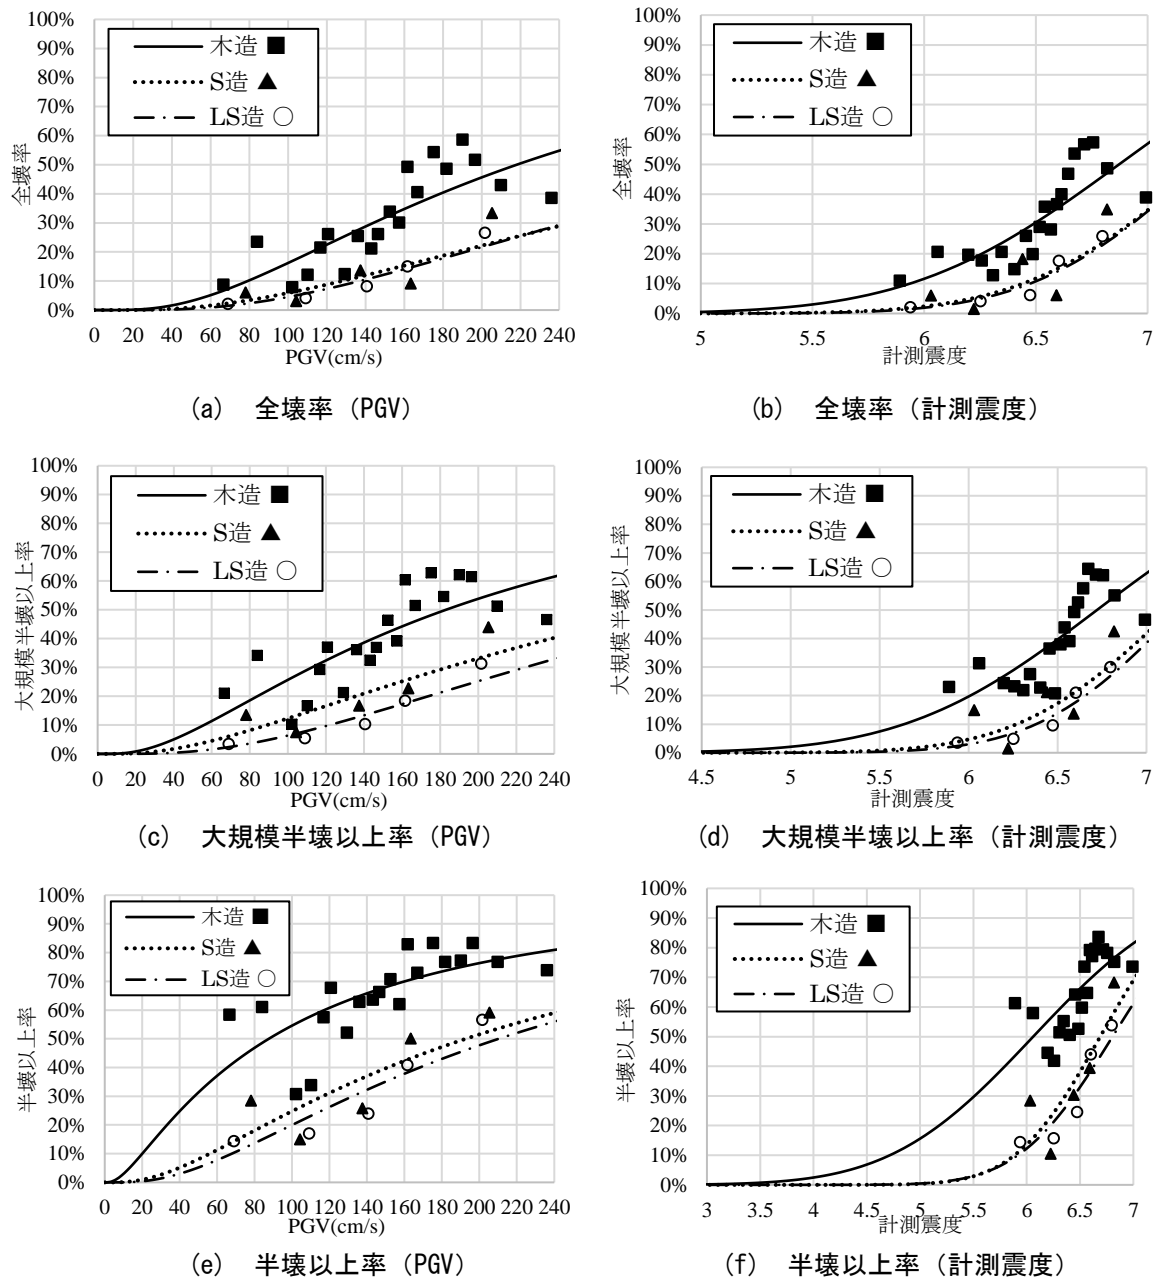 100%
90%
80%
70%
60%
50%
40%
30%
20%
10%
0%
全壊率
木造
S造
LS造
0 20 40 60 80 100 120 140 160 180 200 220 240
PGV(cm/s)
(a) 全壊率（PGV）
100%
90%
80%
70%
60%
50%
40%
30%
20%
10%
0%
全壊率
木造
S造
LS造
5 5.5 6 6.5 7
計測震度
(b) 全壊率（計測震度）
100%
90%
80%
70%
60%
50%
40%
30%
20%
10%
0%
大規模半壊以上率
木造
S造
LS造
0 20 40 60 80 100 120 140 160 180 200 220 240
PGV(cm/s)
(c) 大規模半壊以上率（PGV）
100%
90%
80%
70%
60%
50%
40%
30%
20%
10%
0%
大規模半壊以上率
木造
S造
LS造
4.5 5 5.5 6 6.5 7
計測震度
(d) 大規模半壊以上率（計測震度）
100%
90%
80%
70%
60%
50%
40%
30%
20%
10%
0%
半壊以上率
木造
S造
LS造
0 20 40 60 80 100 120 140 160 180 200 220 240
PGV(cm/s)
(e) 半壊以上率（PGV）
100%
90%
80%
70%
60%
50%
40%
30%
20%
10%
0%
半壊以上率
木造
S造
LS造
3 3.5 4 4.5 5 5.5 6 6.5 7
計測震度
(f) 半壊以上率（計測震度）